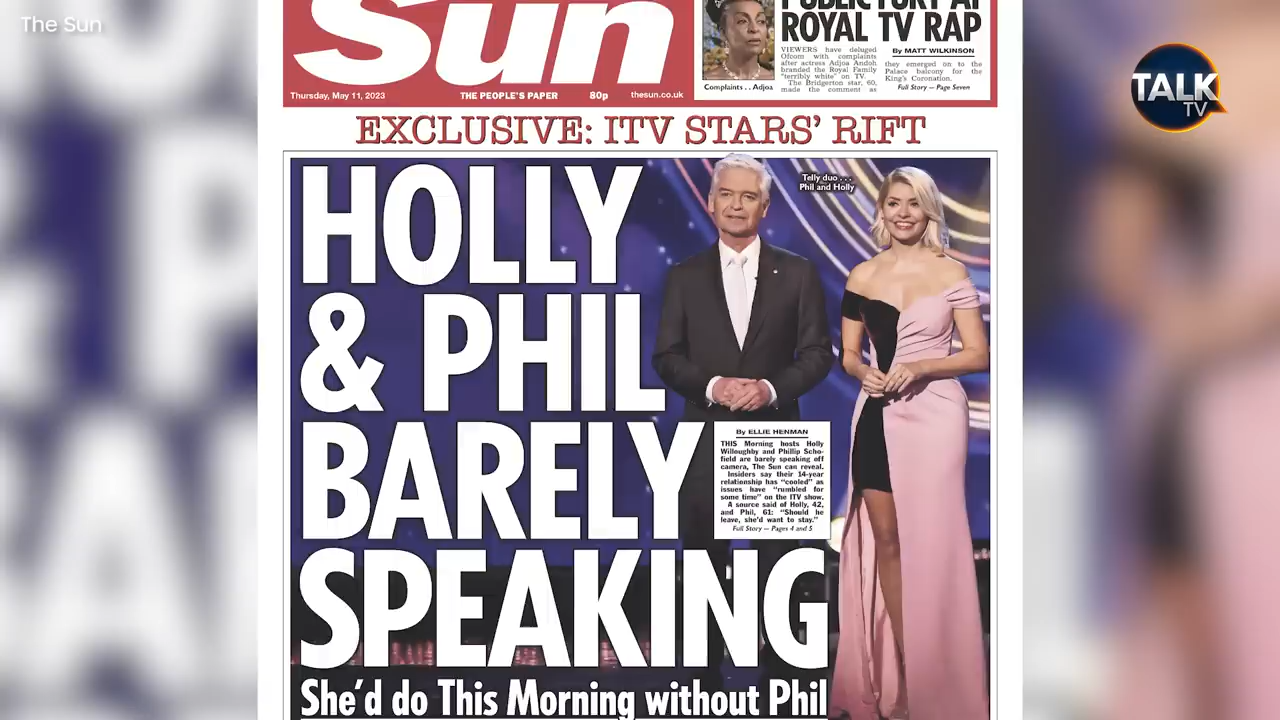 The Sun
Sun
Thursday, May 11, 2023
THE PEOPLE'S PAPER
80p
thesun.co.uk
PUBLIC FURY AT
ROYAL TV RAP
VIEWERS have deluged
Ofcom with complaints
after actress Adjoa Andoh
branded the Royal Family
"terribly white" on TV.
The Bridgerton star, 60,
made the comment as
By MATT WILKINSON
they emerged on to the
Palace balcony for the
King's Coronation.
Full Story — Page Seven
Complaints . . Adjoa
TALK
TV
EXCLUSIVE: ITV STARS' RIFT
Telly duo . . .
Phil and Holly
HOLLY
& PHIL
BARELY
SPEAKING
By ELLIE HENMAN
THIS Morning hosts Holly
Willoughby and Phillip Scho-
field are barely speaking off
camera, The Sun can reveal.
Insiders say their 14-year
relationship has "cooled" as
issues have "rumbled for
some time" on the ITV show.
A source said of Holly, 42,
and Phil, 61: "Should he
leave, she'd want to stay."
Full Story — Pages 4 and 5
She'd do This Morning without Phil